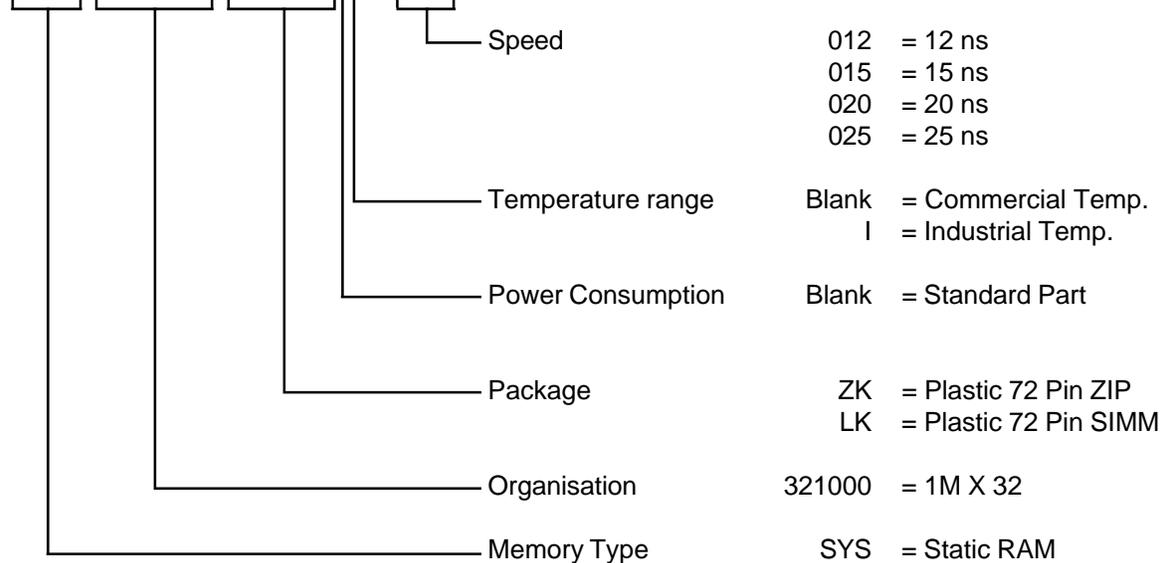 Speed 012 = 12 ns
015 = 15 ns
020 = 20 ns
025 = 25 ns
Temperature range Blank = Commercial Temp.
I = Industrial Temp.
Power Consumption Blank = Standard Part
Package ZK = Plastic 72 Pin ZIP
LK = Plastic 72 Pin SIMM
Organisation 321000 = 1M X 32
Memory Type SYS = Static RAM